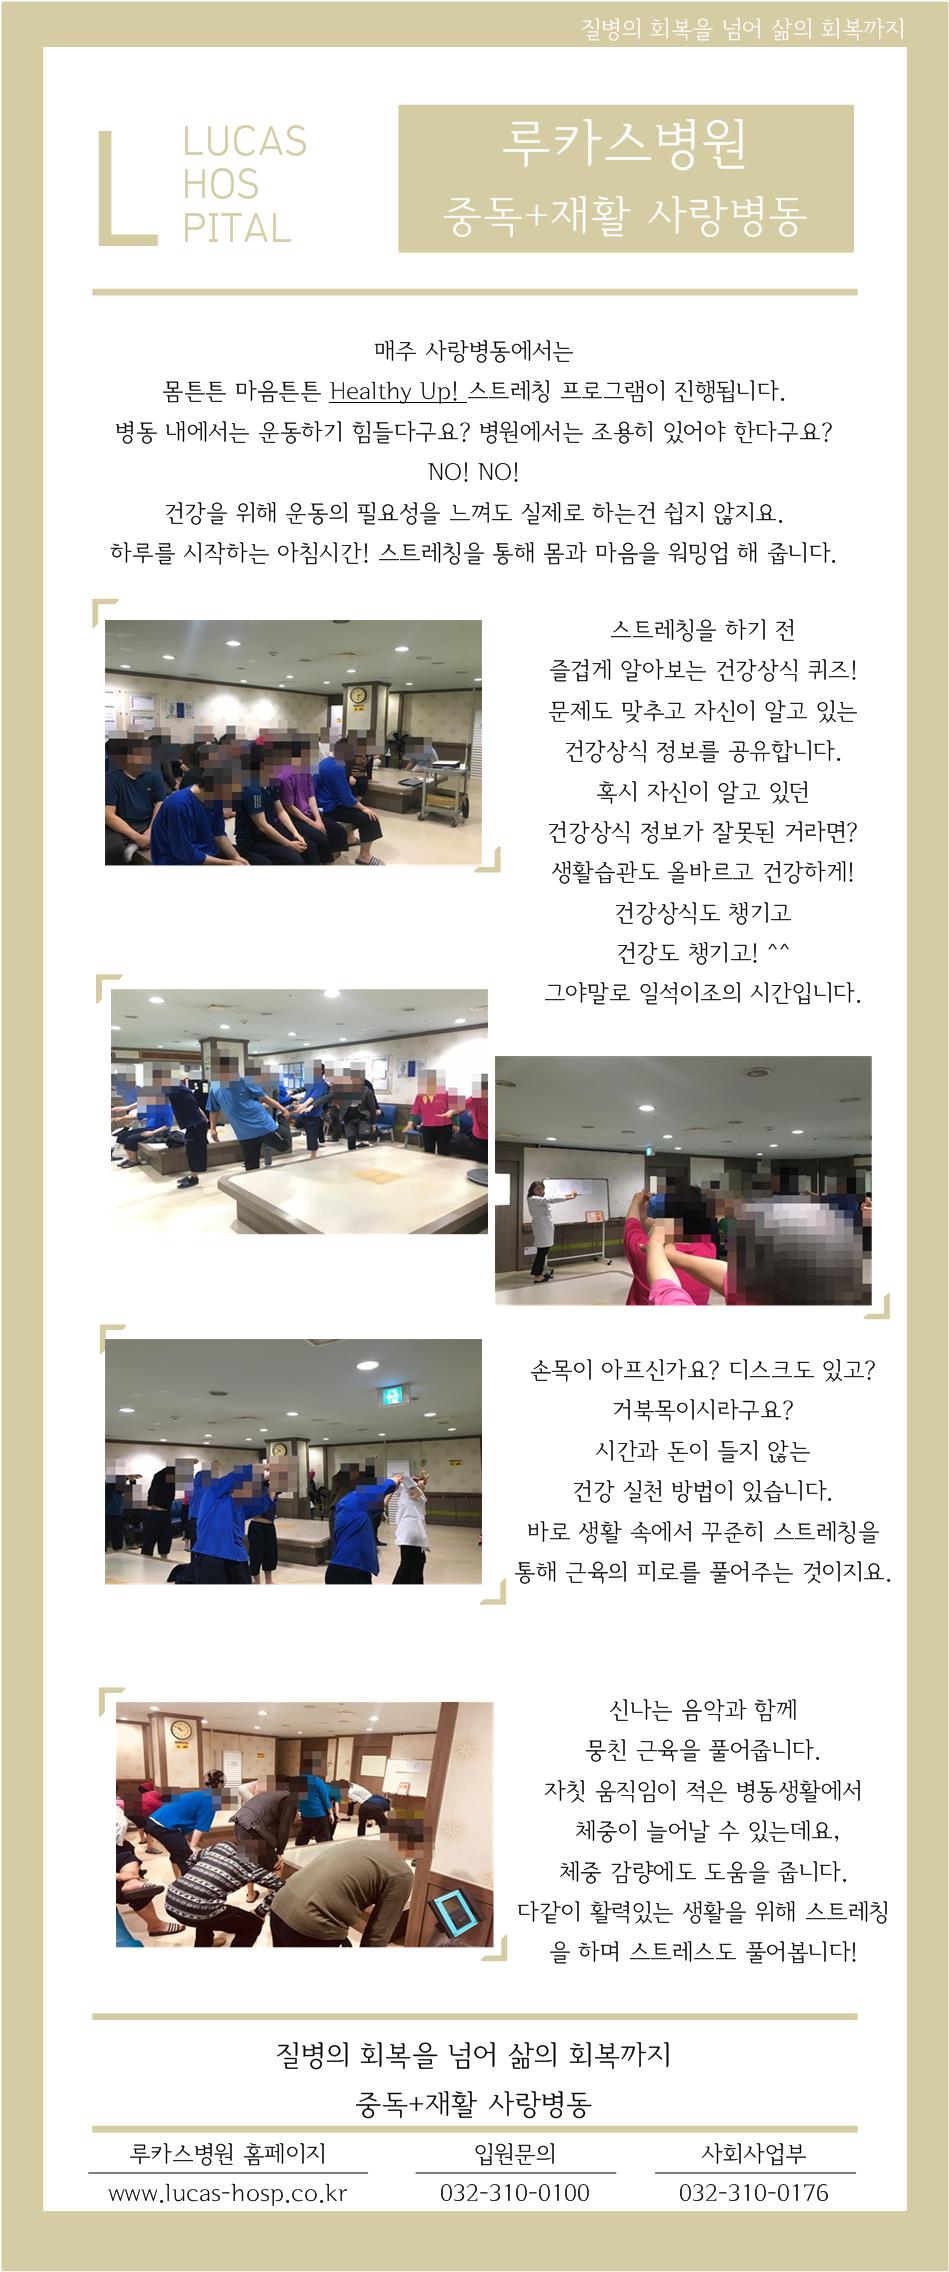 질병의 회복을 넘어 삶의 회복까지
LUCAS
HOS
PITAL
루카스병원
중독+재활 사랑병동
매주 사랑병동에서는
몸튼튼 마음튼튼 Healthy Up! 스트레칭 프로그램이 진행됩니다.
병동 내에서는 운동하기 힘들다구요? 병원에서는 조용히 있어야 한다구요?
NO! NO!
건강을 위해 운동의 필요성을 느껴도 실제로 하는건 쉽지 않지요.
하루를 시작하는 아침시간! 스트레칭을 통해 몸과 마음을 워밍업 해 줍니다.
스트레칭을 하기 전
즐겁게 알아보는 건강상식 퀴즈!
문제도 맞추고 자신이 알고 있는
건강상식 정보를 공유합니다.
혹시 자신이 알고 있던
건강상식 정보가 잘못된 거라면?
생활습관도 올바르고 건강하게!
건강상식도 챙기고
건강도 챙기고! ^^
그야말로 일석이조의 시간입니다.
손목이 아프신가요? 디스크도 있고?
거북목이시라구요?
시간과 돈이 들지 않는
건강 실천 방법이 있습니다.
바로 생활 속에서 꾸준히 스트레칭을
통해 근육의 피로를 풀어주는 것이지요.
신나는 음악과 함께
뭉친 근육을 풀어줍니다.
자칫 움직임이 적은 병동생활에서
체중이 늘어날 수 있는데요,
체중 감량에도 도움을 줍니다.
다같이 활력있는 생활을 위해 스트레칭
을 하며 스트레스도 풀어봅니다!
질병의 회복을 넘어 삶의 회복까지
중독+재활 사랑병동
루카스병원 홈페이지
www.lucas-hosp.co.kr
입원문의
032-310-0100
사회사업부
032-310-0176